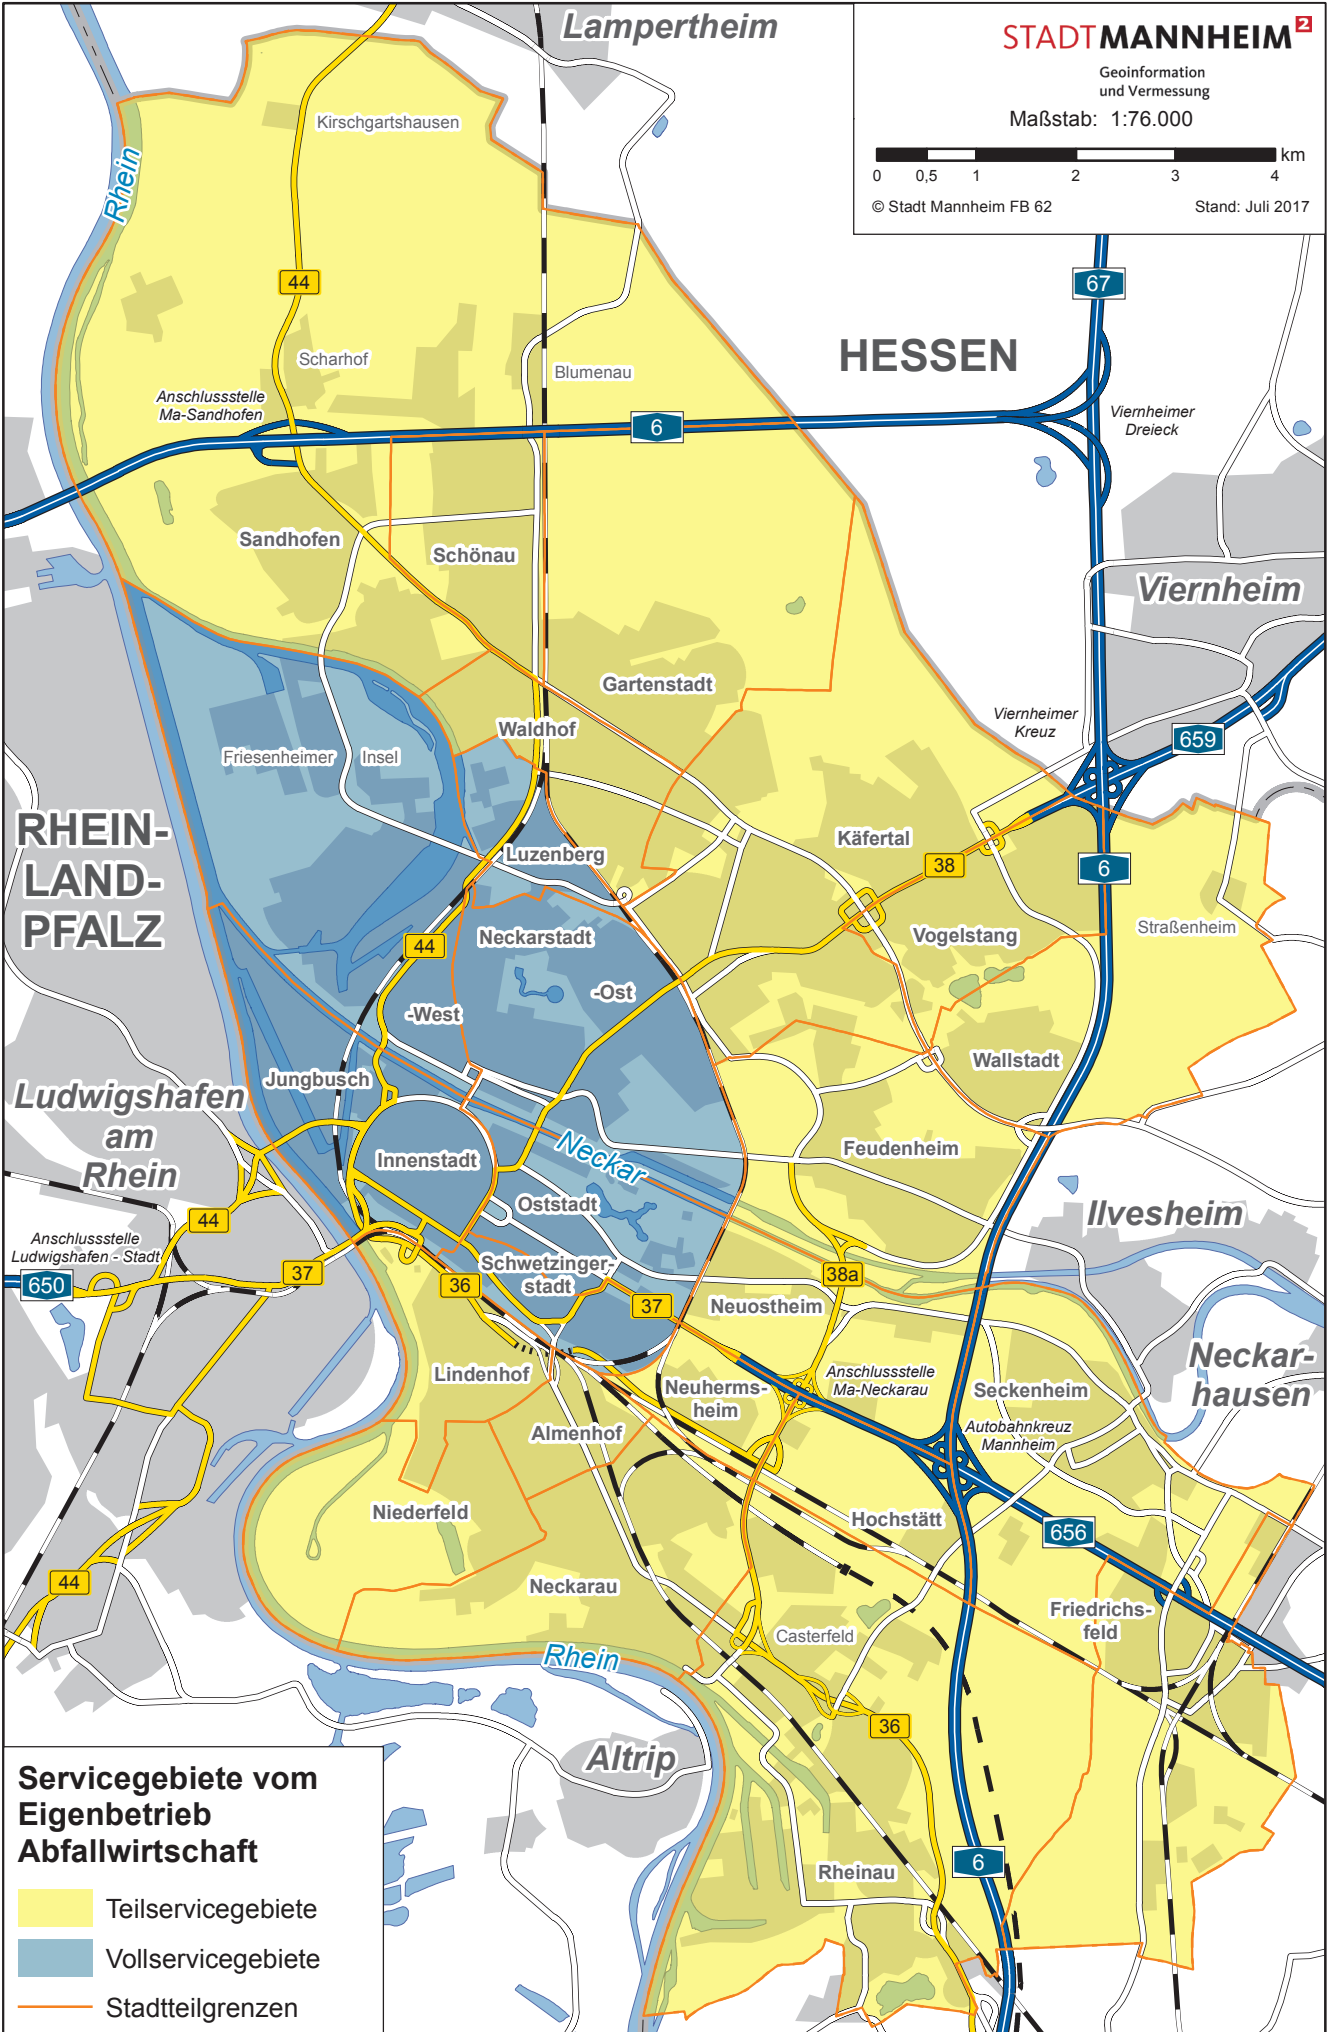 STADT MANNHEIM 2
Geoinformation
und Vermessung
Maßstab: 1:76.000
km
0 0,5 1 2 3 4
© Stadt Mannheim FB 62 Stand: Juli 2017
Lampertheim
Kirschgartshausen
Rhein
44
67
HESSEN
Scharhof
Blumenau
Anschlussstelle
Ma-Sandhofen
6
Viernheimer
Dreieck
Sandhofen
Schönau
Viernheim
Gartenstadt
Waldhof
Viernheimer
Kreuz
659
Friesenheimer Insel
RHEIN-
LAND-
PFALZ
Käfertal
Luzenberg
38
6
Neckarstadt
44
Vogelstang
Straßenheim
-Ost
-West
Wallstadt
Jungbusch
Ludwigshafen
am
Rhein
Neckar
Feudenheim
Innenstadt
Oststadt
Ilvesheim
44
Anschlussstelle
Ludwigshafen - Stadt
650
37
36
Schwetzinger-
stadt
37
38a
Neuostheim
Lindenhof
Neuherms-
heim
Anschlussstelle
Ma-Neckarau
Seckenheim
Neckar-
hausen
Almenhof
Autobahnkreuz
Mannheim
Niederfeld
Hochstätt
656
44
Neckarau
Friedrichs-
feld
Casterfeld
Rhein
36
Altrip
6
Rheinau
Servicegebiete vom
Eigenbetrieb
Abfallwirtschaft
Teilservicegebiete
Vollservicegebiete
Stadtteilgrenzen